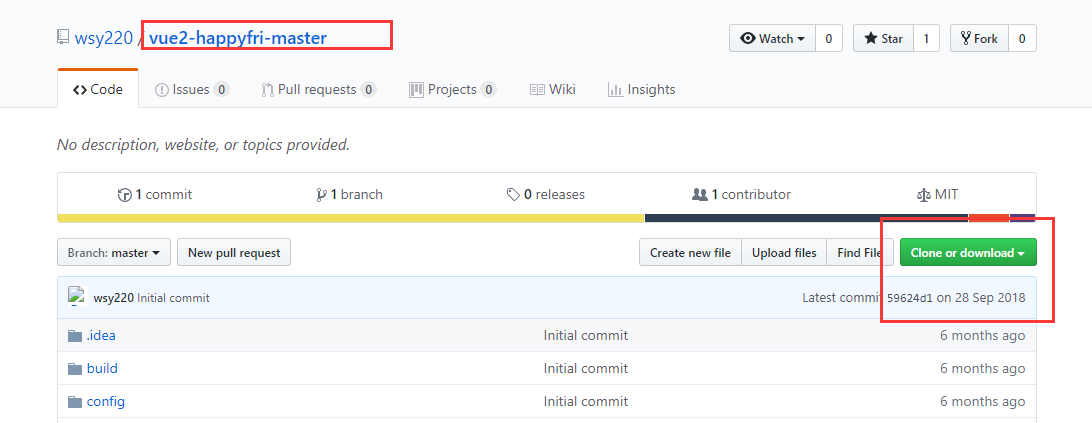 wsy220 / vue2-happyfri-master
Watch 0 Star 1 Fork 0
Code Issues 0 Pull requests 0 Projects 0 Wiki Insights
No description, website, or topics provided.
1 commit 1 branch 0 releases 1 contributor MIT
Branch: master New pull request Create new file Upload files Find File Clone or download
wsy220 Initial commit Latest commit 59624d1 on 28 Sep 2018
.idea Initial commit 6 months ago
build Initial commit 6 months ago
config Initial commit 6 months ago